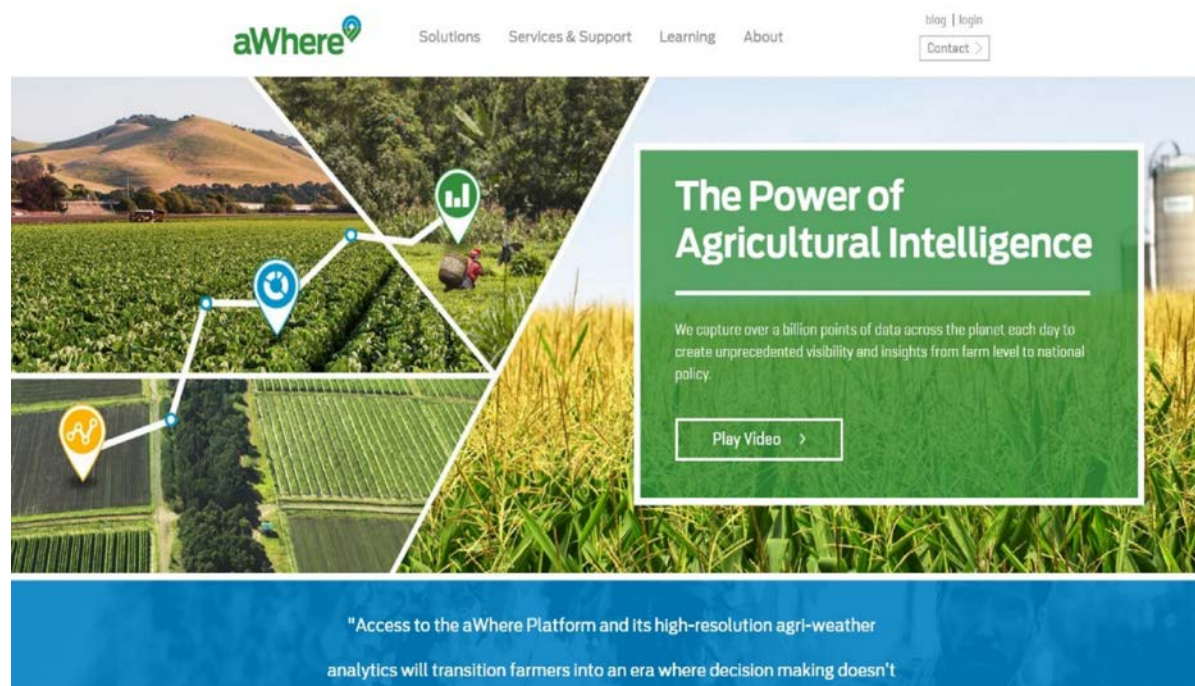 aWhere
Solutions
Services & Support
Learning
About
blog | login
Contact >
The Power of
Agricultural Intelligence
We capture over a billion points of data across the planet each day to
create unprecedented visibility and insights from farm level to national
policy.
Play Video >
"Access to the aWhere Platform and its high-resolution agri-weather
analytics will transition farmers into an era where decision making doesn't